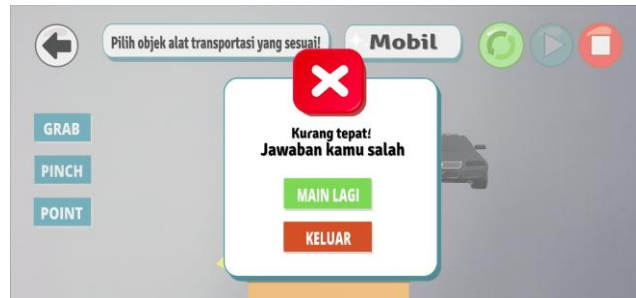 Pilih objek alat transportasi yang sesuai!
Mobil
GRAB
PINCH
POINT
Kurang tepat!
Jawaban kamu salah
MAIN LAGI
KELUAR